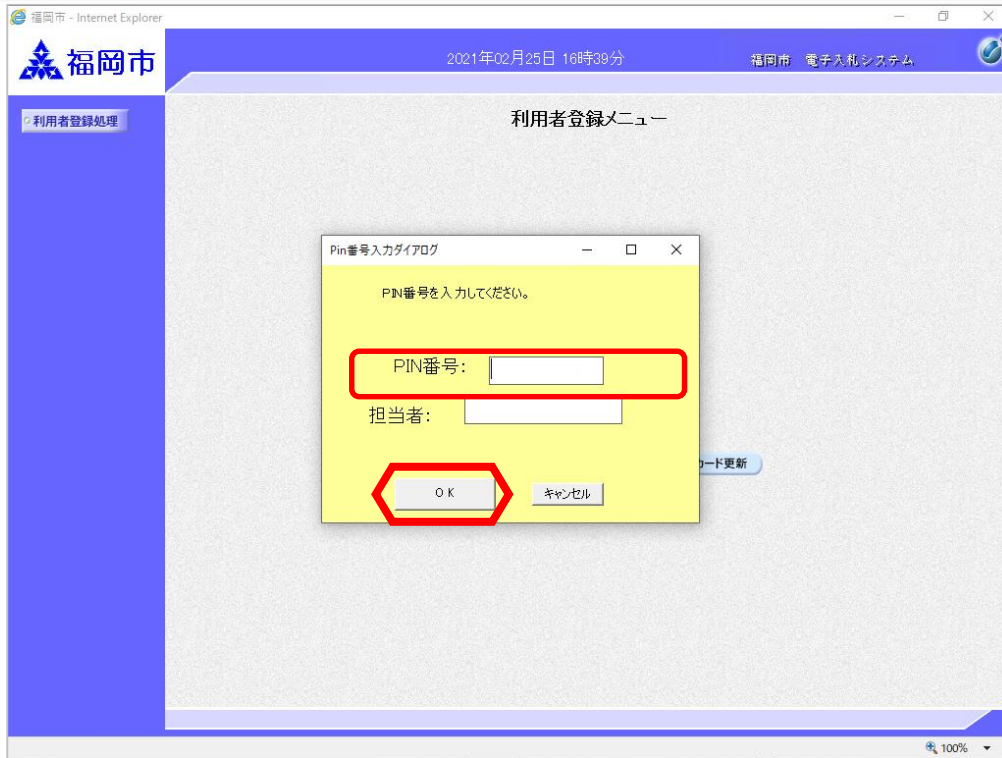 福岡市 - Internet Explorer
福岡市
2021年02月25日 16時39分
福岡市 電子入札システム
利用者登録処理
利用者登録メニュー
Pin番号入力ダイアログ
PIN番号を入力してください。
PIN番号:
担当者:
OK
キャンセル
カード更新
100%